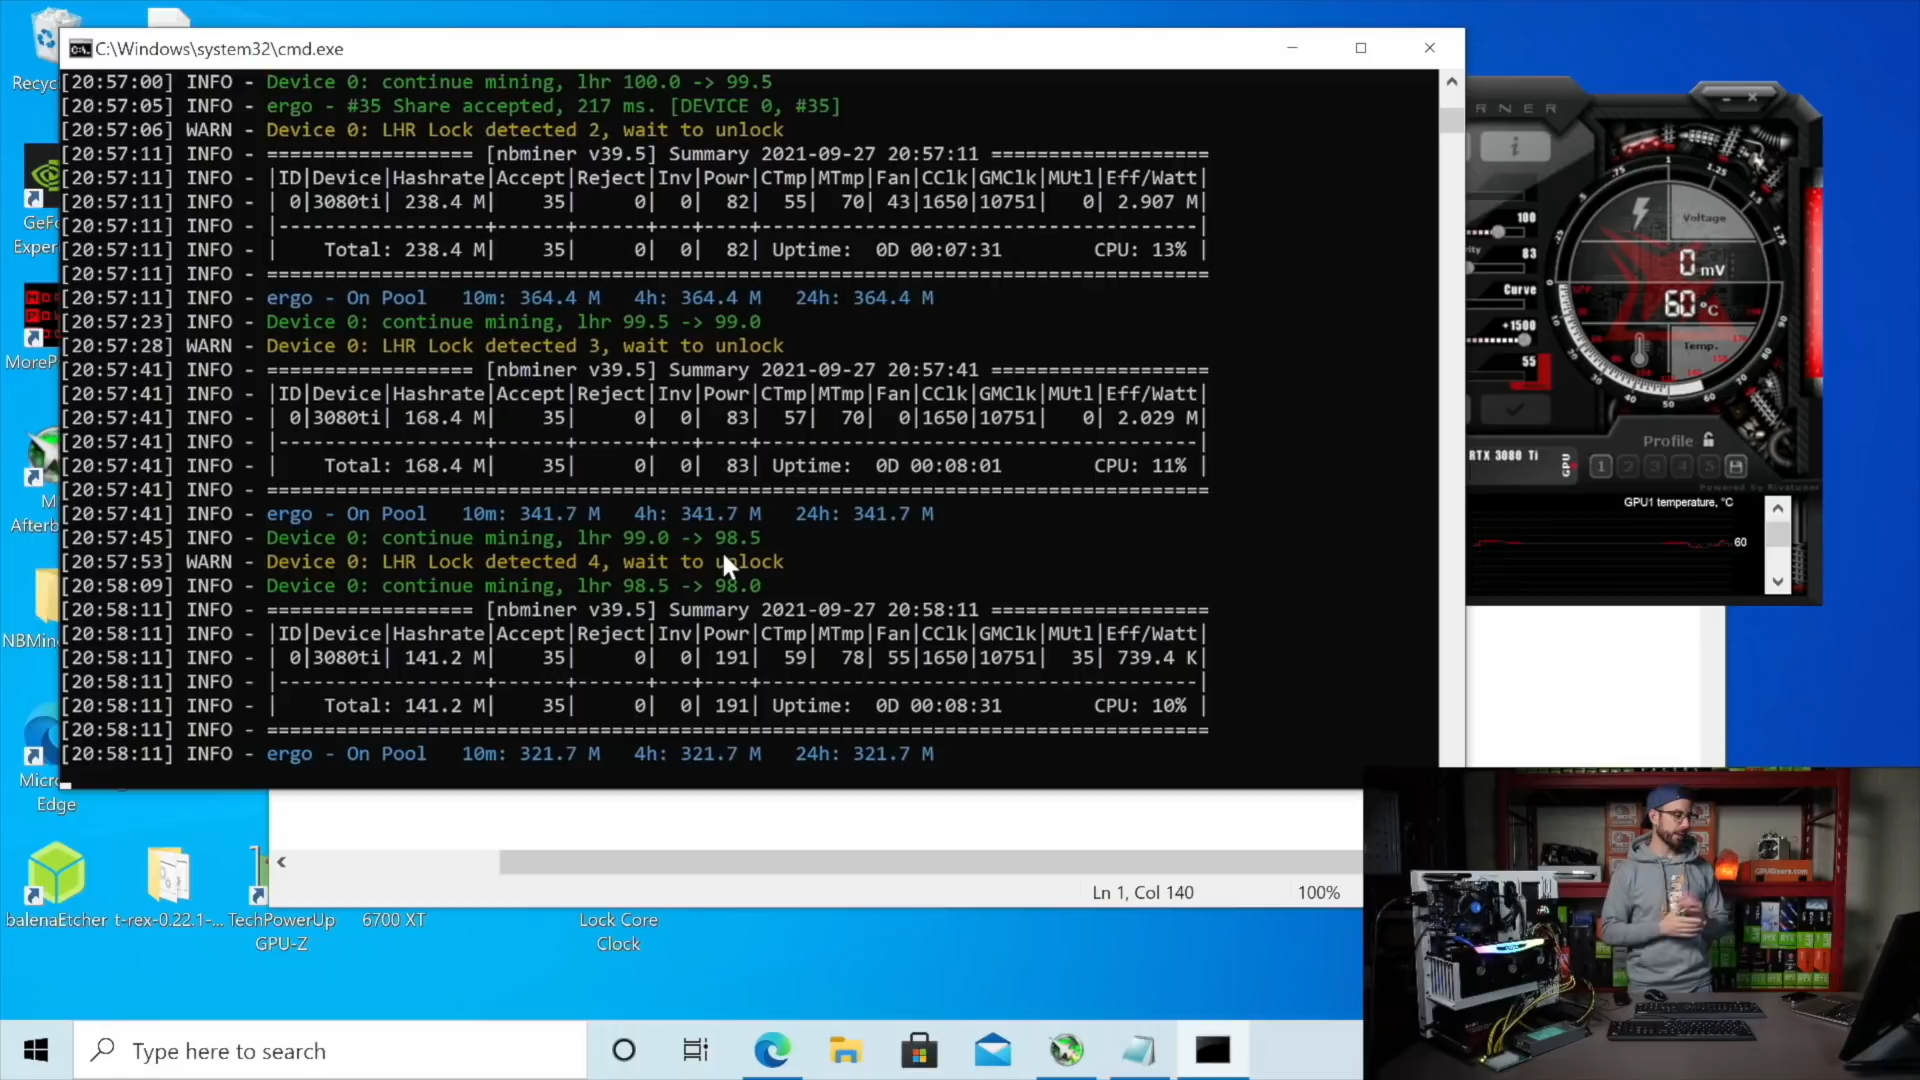 C:\Windows\system32\cmd.exe
[20:57:00] INFO - Device 0: continue mining, lhr 100.0 -> 99.5
[20:57:05] INFO - ergo - #35 Share accepted, 217 ms. [DEVICE 0, #35]
[20:57:06] WARN - Device 0: LHR Lock detected 2, wait to unlock
[20:57:11] INFO - ================== [nbminer v39.5] Summary 2021-09-27 20:57:11 ===================
[20:57:11] INFO - |ID|Device|Hashrate|Accept|Reject|Inv|Powr|CTmp|MTmp|Fan|CClk|GMClk|MUtl|Eff/Watt|
[20:57:11] INFO - | 0|3080ti| 238.4 M|    35|     0|  0|  82|  55|  70| 43|1650|10751|   0| 2.907 M|
[20:57:11] INFO - |------------------+------+------+---+----+--------------------------------------|
[20:57:11] INFO - |    Total: 238.4 M|    35|     0|  0|  82| Uptime:  0D 00:07:31        CPU: 13% |
[20:57:11] INFO - ==================================================================================
[20:57:11] INFO - ergo - On Pool   10m: 364.4 M   4h: 364.4 M   24h: 364.4 M
[20:57:23] INFO - Device 0: continue mining, lhr 99.5 -> 99.0
[20:57:28] WARN - Device 0: LHR Lock detected 3, wait to unlock
[20:57:41] INFO - ================== [nbminer v39.5] Summary 2021-09-27 20:57:41 ===================
[20:57:41] INFO - |ID|Device|Hashrate|Accept|Reject|Inv|Powr|CTmp|MTmp|Fan|CClk|GMClk|MUtl|Eff/Watt|
[20:57:41] INFO - | 0|3080ti| 168.4 M|    35|     0|  0|  83|  57|  70|  0|1650|10751|   0| 2.029 M|
[20:57:41] INFO - |------------------+------+------+---+----+--------------------------------------|
[20:57:41] INFO - |    Total: 168.4 M|    35|     0|  0|  83| Uptime:  0D 00:08:01        CPU: 11% |
[20:57:41] INFO - ==================================================================================
[20:57:41] INFO - ergo - On Pool   10m: 341.7 M   4h: 341.7 M   24h: 341.7 M
[20:57:45] INFO - Device 0: continue mining, lhr 99.0 -> 98.5
[20:57:53] WARN - Device 0: LHR Lock detected 4, wait to unlock
[20:58:09] INFO - Device 0: continue mining, lhr 98.5 -> 98.0
[20:58:11] INFO - ================== [nbminer v39.5] Summary 2021-09-27 20:58:11 ===================
[20:58:11] INFO - |ID|Device|Hashrate|Accept|Reject|Inv|Powr|CTmp|MTmp|Fan|CClk|GMClk|MUtl|Eff/Watt|
[20:58:11] INFO - | 0|3080ti| 141.2 M|    35|     0|  0| 191|  59|  78| 55|1650|10751|  35| 739.4 K|
[20:58:11] INFO - |------------------+------+------+---+----+--------------------------------------|
[20:58:11] INFO - |    Total: 141.2 M|    35|     0|  0| 191| Uptime:  0D 00:08:31        CPU: 10% |
[20:58:11] INFO - ==================================================================================
[20:58:11] INFO - ergo - On Pool   10m: 321.7 M   4h: 321.7 M   24h: 321.7 M
Recyc
GeFo
Exper
MoreP
M
Afterb
NBMin
Micro
Edge
balenaEtcher
t-rex-0.22.1-...
TechPowerUp
GPU-Z
6700 XT
Lock Core
Clock
Ln 1, Col 140
100%
RNER
100
83
Curve
+1500
55
Voltage
0 mV
60 °C
Temp.
Profile
1 2 3 4 5
RTX 3080 Ti
GPU
Powered by Rivatuner
GPU1 temperature, °C
60
Type here to search